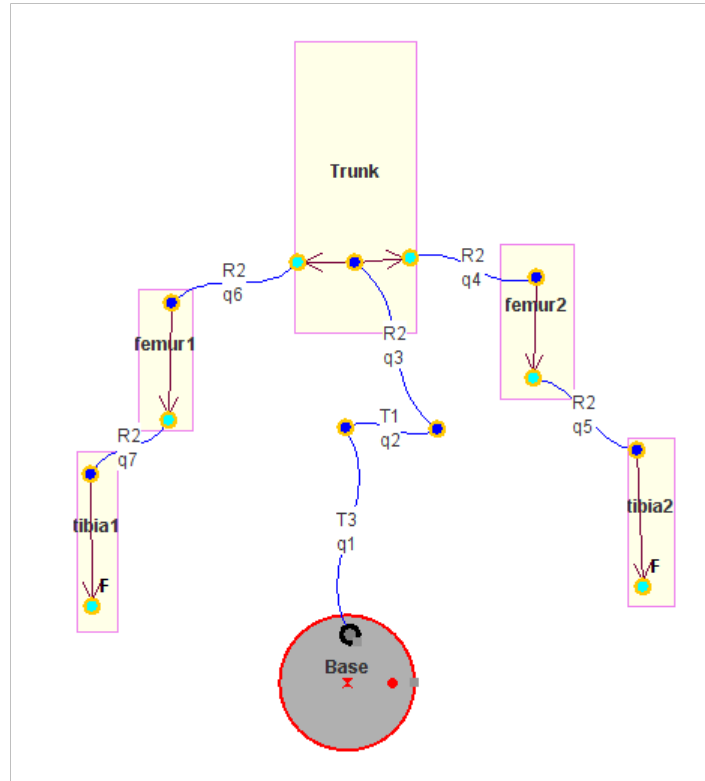 Trunk
R2
q6
R2
q4
femur1
femur2
R2
q3
R2
q7
T1
q2
R2
q5
tibia1
tibia2
T3
q1
F
F
Base